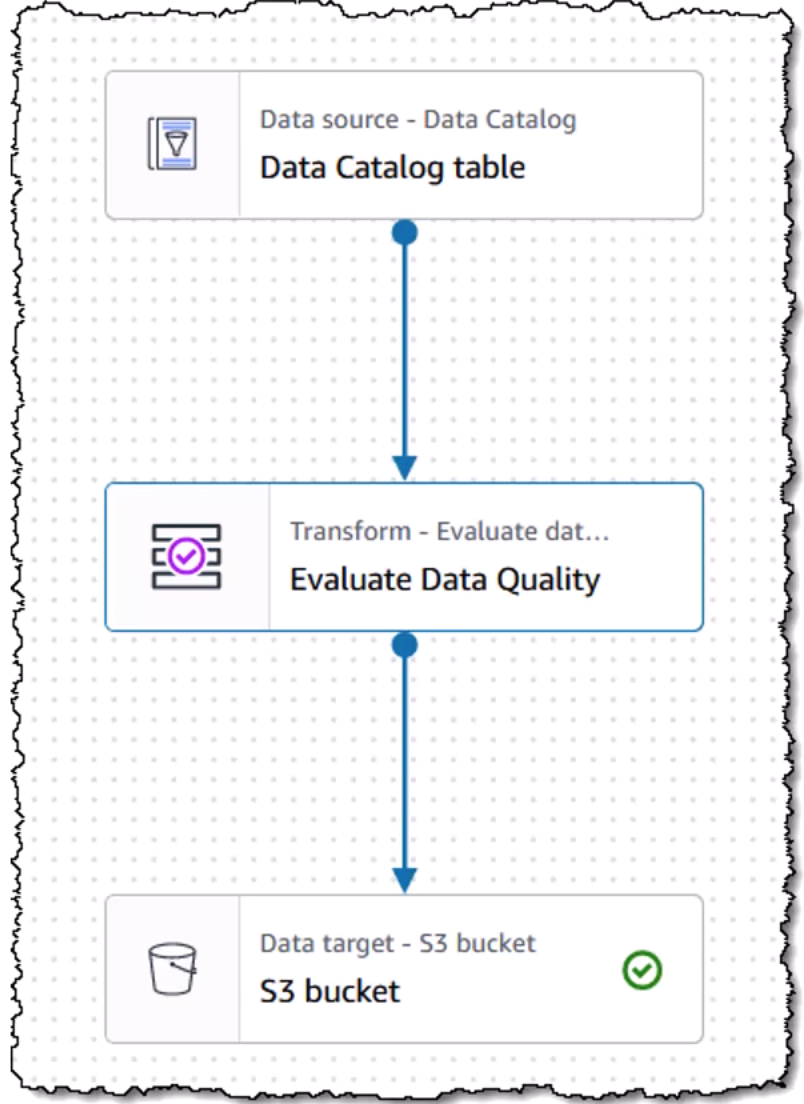 Data source - Data Catalog
Data Catalog table
Transform - Evaluate dat...
Evaluate Data Quality
Data target - S3 bucket
S3 bucket